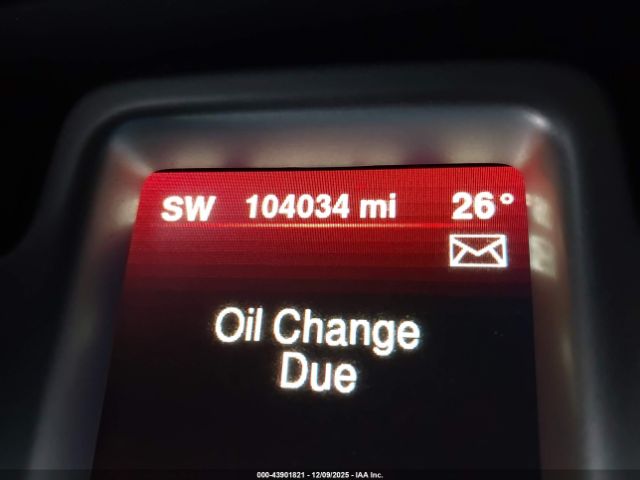 SW 104034 mi 26°
Oil Change
Due
000-43901821 - 12/09/2025 - IAA Inc.